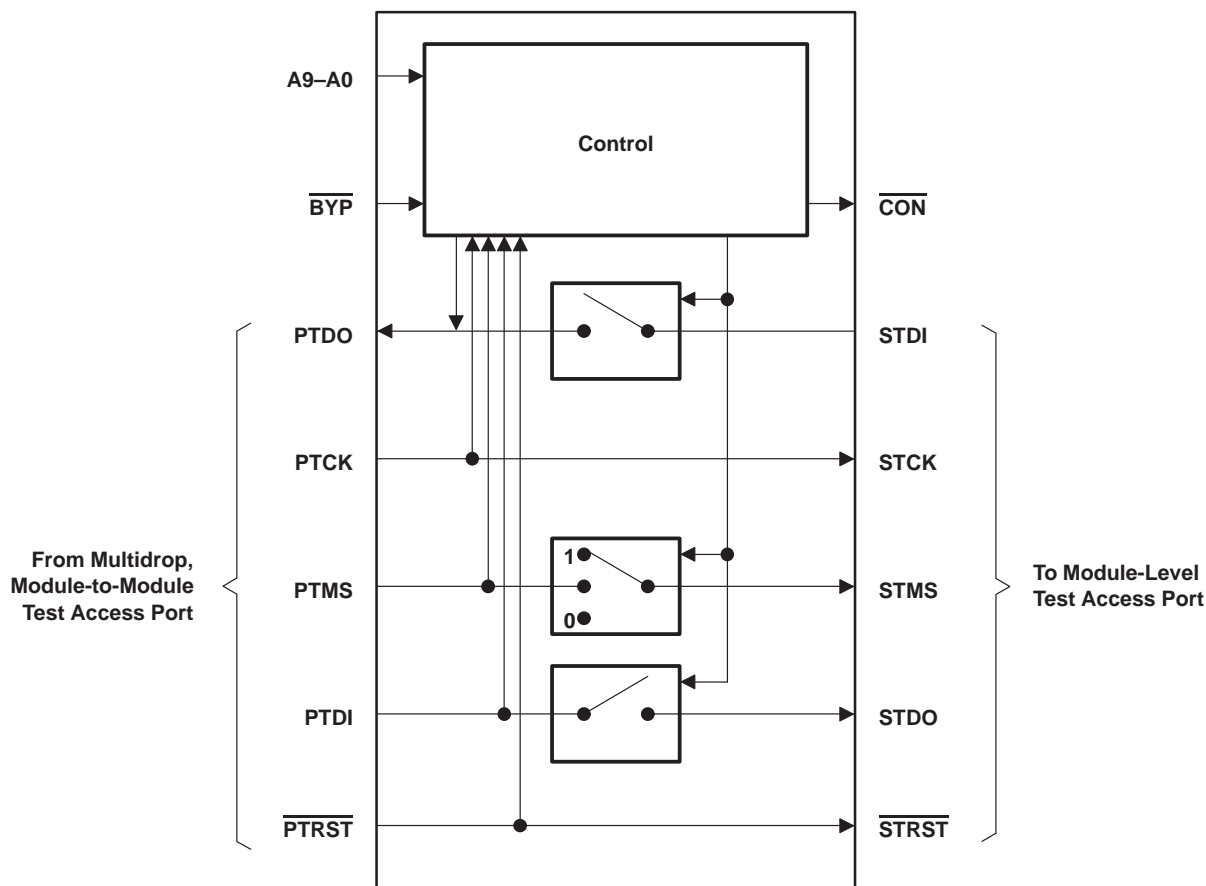 A9–A0
Control
BYP
CON
PTDO
STDI
PTCK
STCK
From Multidrop,
Module-to-Module
Test Access Port
1
PTMS
0
STMS
To Module-Level
Test Access Port
PTDI
STDO
PTRST
STRST